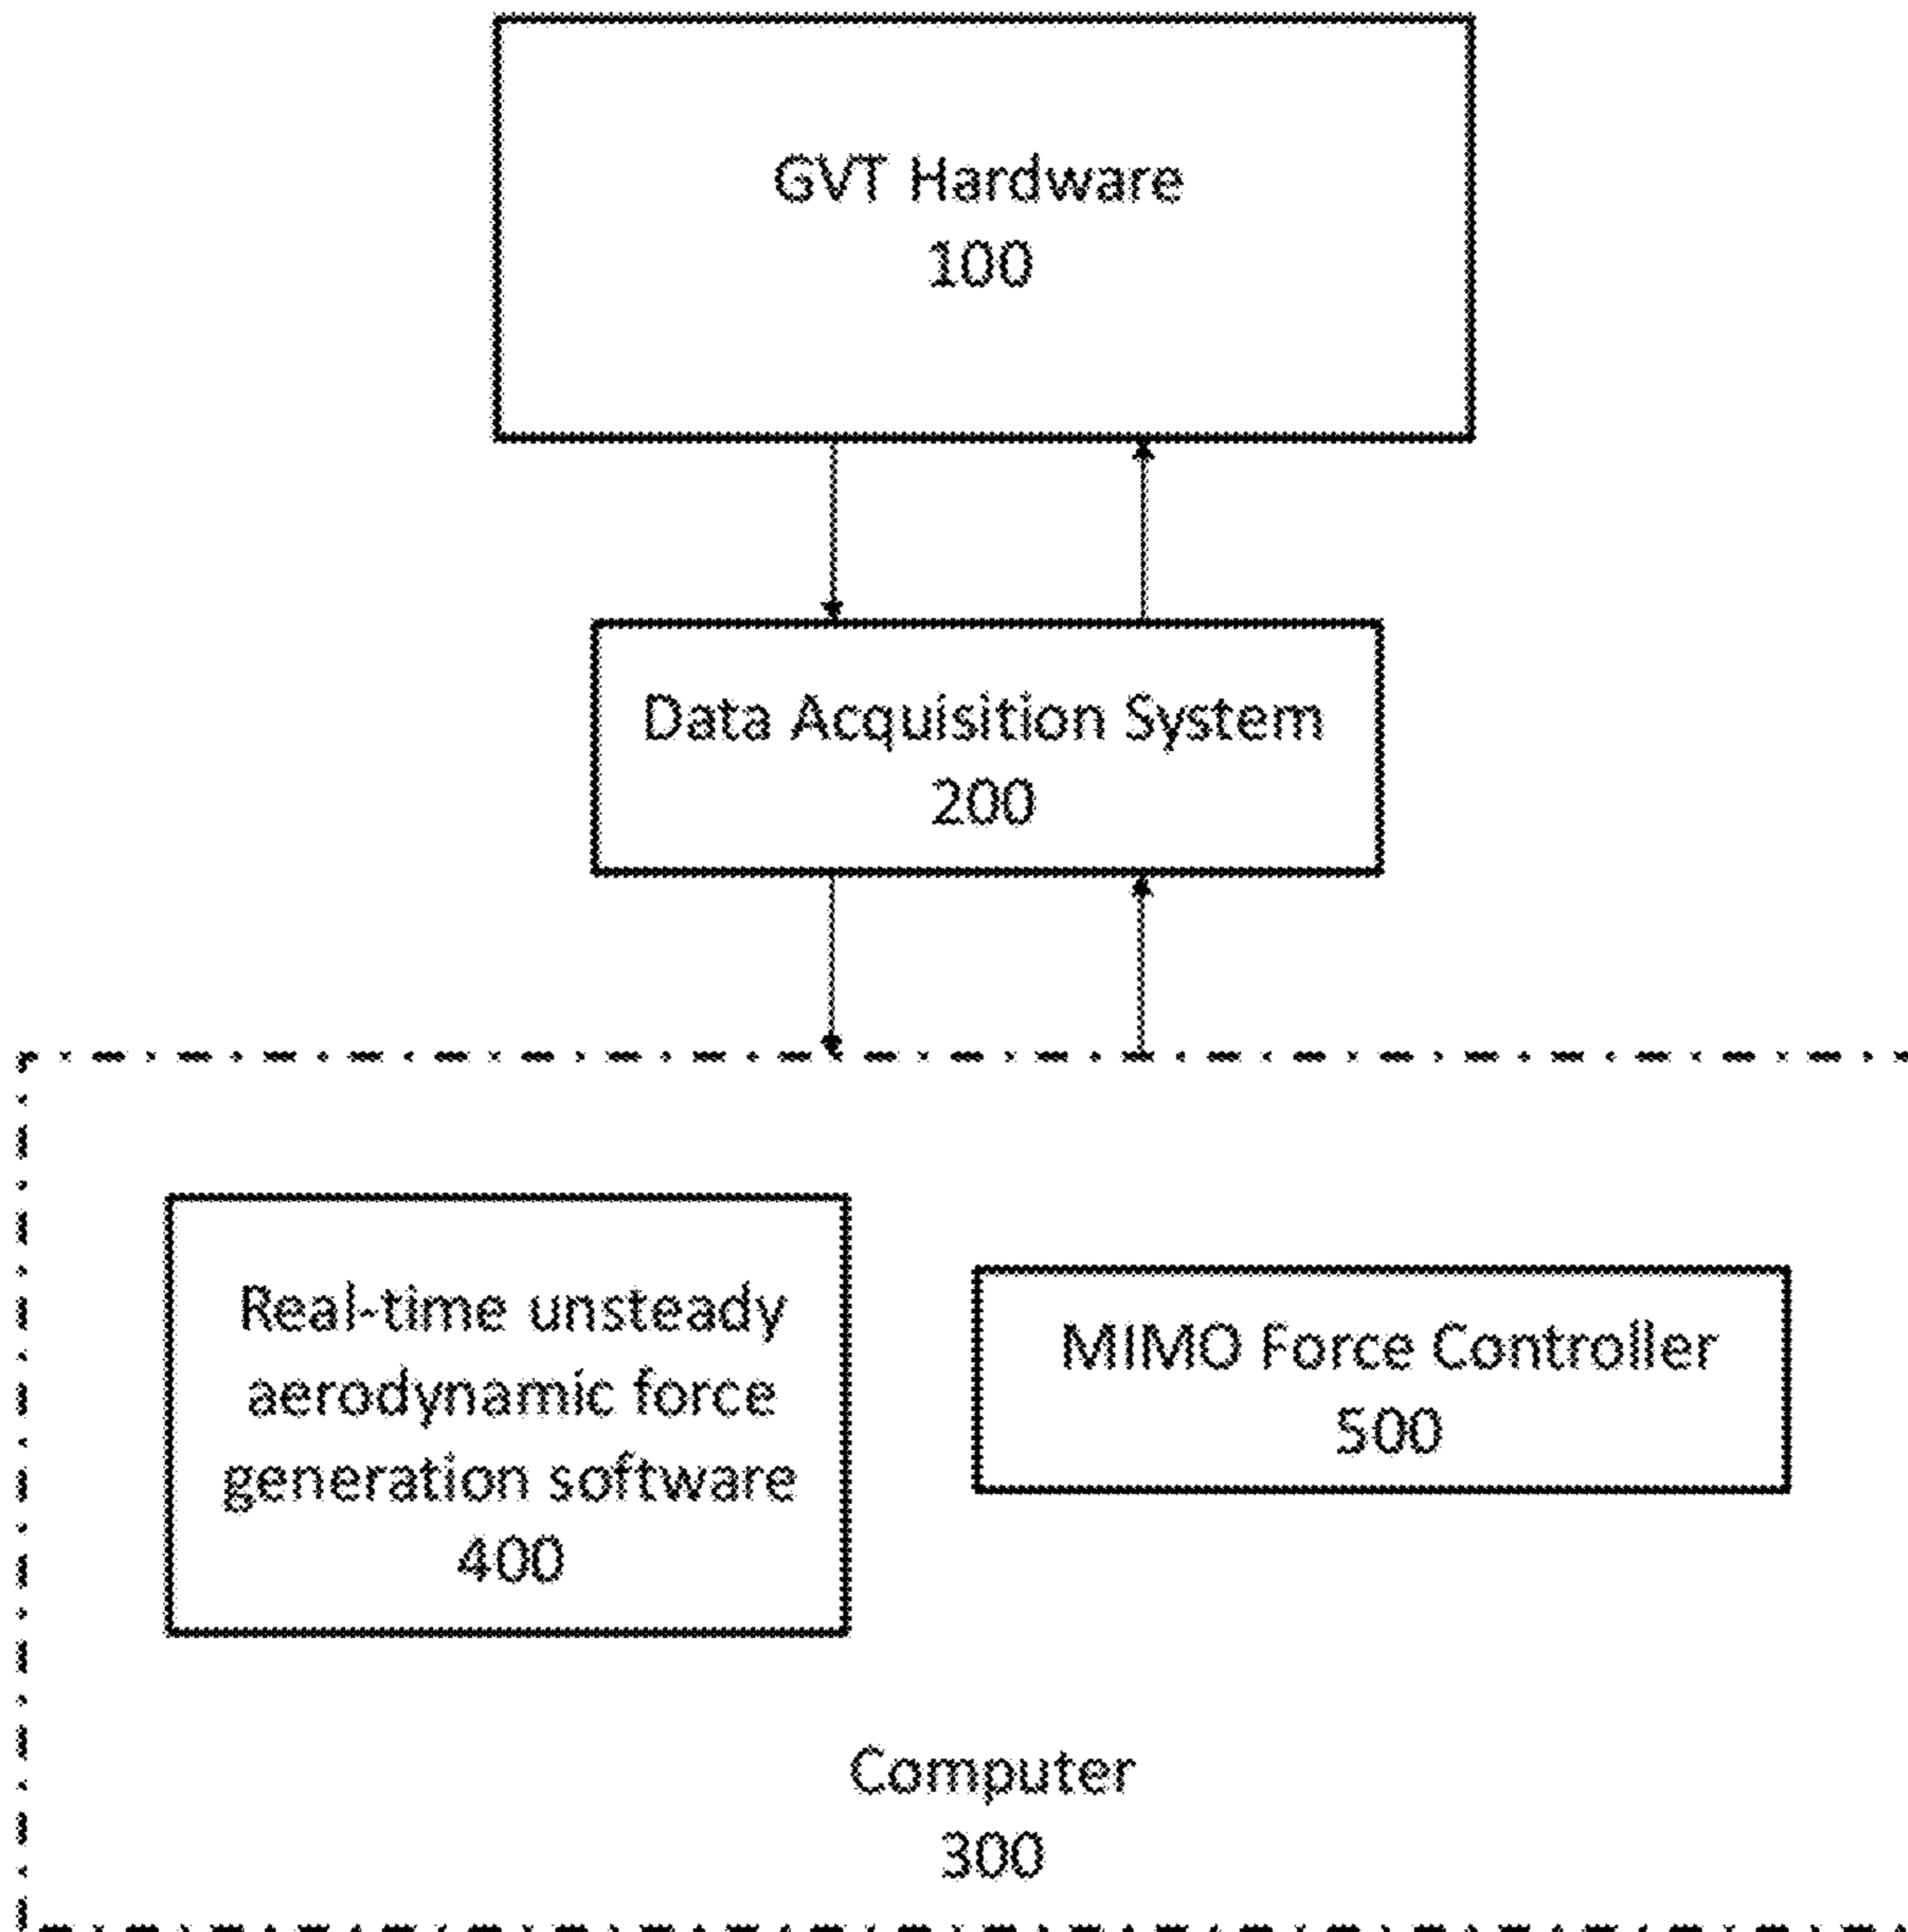 GVT Hardware
100
Data Acquisition System
200
Real-time unsteady
aerodynamic force
generation software
400
MIMO Force Controller
500
Computer
300